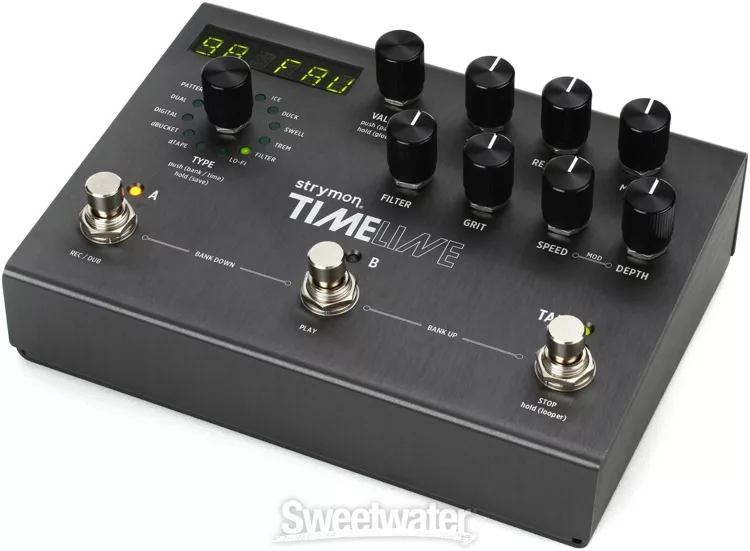 9A FAV
PATTERN
ICE
DUAL
DUCK
DIGITAL
SWELL
dBUCKET
TREM
dTAPE
LO-FI
FILTER
TYPE
push (bank / time)
hold (save)
FILTER
GRIT
SPEED
MOD
DEPTH
strymon®
TIMELINE
A
REC / DUB
BANK DOWN
B
PLAY
BANK UP
STOP
hold (looper)
Sweetwater